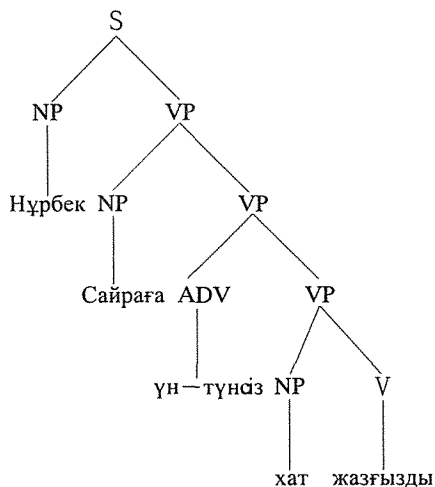 S
NP VP
Нұрбек NP VP
Сайраға ADV VP
үн-түнсіз NP V
хат жазғызды